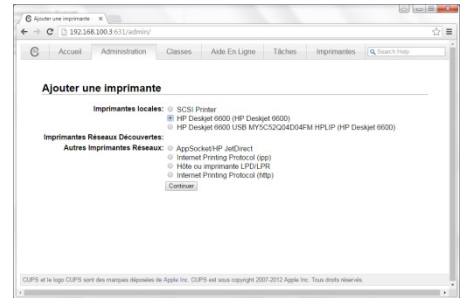 Ajouter une imprimante -
192.168.100.3:631/admin/
Accueil Administration Classes Aide En Ligne Tâches Imprimantes Search Help
Ajouter une imprimante
Imprimantes locales: SCSI Printer
HP Deskjet 6600 (HP Deskjet 6600)
HP Deskjet 6600 USB MY5C52Q04D04FM HPLIP (HP Deskjet 6600)
Imprimantes Réseaux Découvertes:
Autres Imprimantes Réseaux: AppSocket/HP JetDirect
Internet Printing Protocol (ipp)
Hôte ou imprimante LPD/LPR
Internet Printing Protocol (http)
Continuer
CUPS et le logo CUPS sont des marques déposées de Apple Inc. CUPS est sous copyright 2007-2012 Apple Inc. Tous droits réservés.